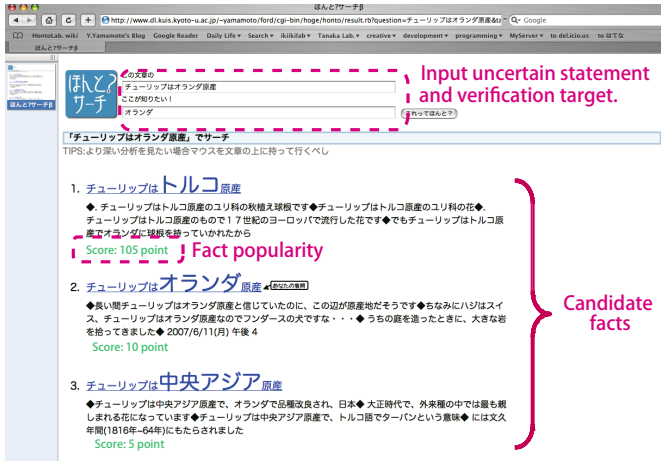 ほんと?サーチβ
http://www.dl.kuis.kyoto-u.ac.jp/~yamamoto/ford/cgi-bin/hoge/honto/result.rb?question=チューリップはオランダ原産&ta
Google
HontoLab. wiki Y.Yamamoto's Blog Google Reader Daily Life Search ikiikilab Tanaka Lab. creative development programming MyServer to del.icio.us to はてな
ほんと?サーチβ
ほんと?サーチβ
ほんと?
サーチ
この文章の
チューリップはオランダ原産
ここが知りたい!
オランダ
これってほんと?
Input uncertain statement
and verification target.
「チューリップはオランダ原産」でサーチ
TIPS:より深い分析を見たい場合マウスを文章の上に持って行くべし
1. チューリップはトルコ原産
◆. チューリップはトルコ原産のユリ科の秋植え球根です◆チューリップはトルコ原産のユリ科の花◆.
チューリップはトルコ原産のもので17世紀のヨーロッパで流行した花です◆でもチューリップはトルコ原
産でオランダに球根を持っていかれたから
Score: 105 point
Fact popularity
2. チューリップはオランダ原産 あなたの質問
◆長い間チューリップはオランダ原産と信じていたのに、この辺が原産地だそうです◆ちなみにハジはスイ
ス、チューリップはオランダ原産なのでフンダースの犬ですな・・・◆ うちの庭を造ったときに、大きな岩
を拾ってきました◆ 2007/6/11(月) 午後 4
Score: 10 point
Candidate
facts
3. チューリップは中央アジア原産
◆チューリップは中央アジア原産で、オランダで品種改良され、日本◆ 大正時代で、外来種の中では最も親
しまれる花になっています◆チューリップは中央アジア原産で、トルコ語でターバンという意味◆ には文久
年間(1816年~64年)にもたらされました
Score: 5 point